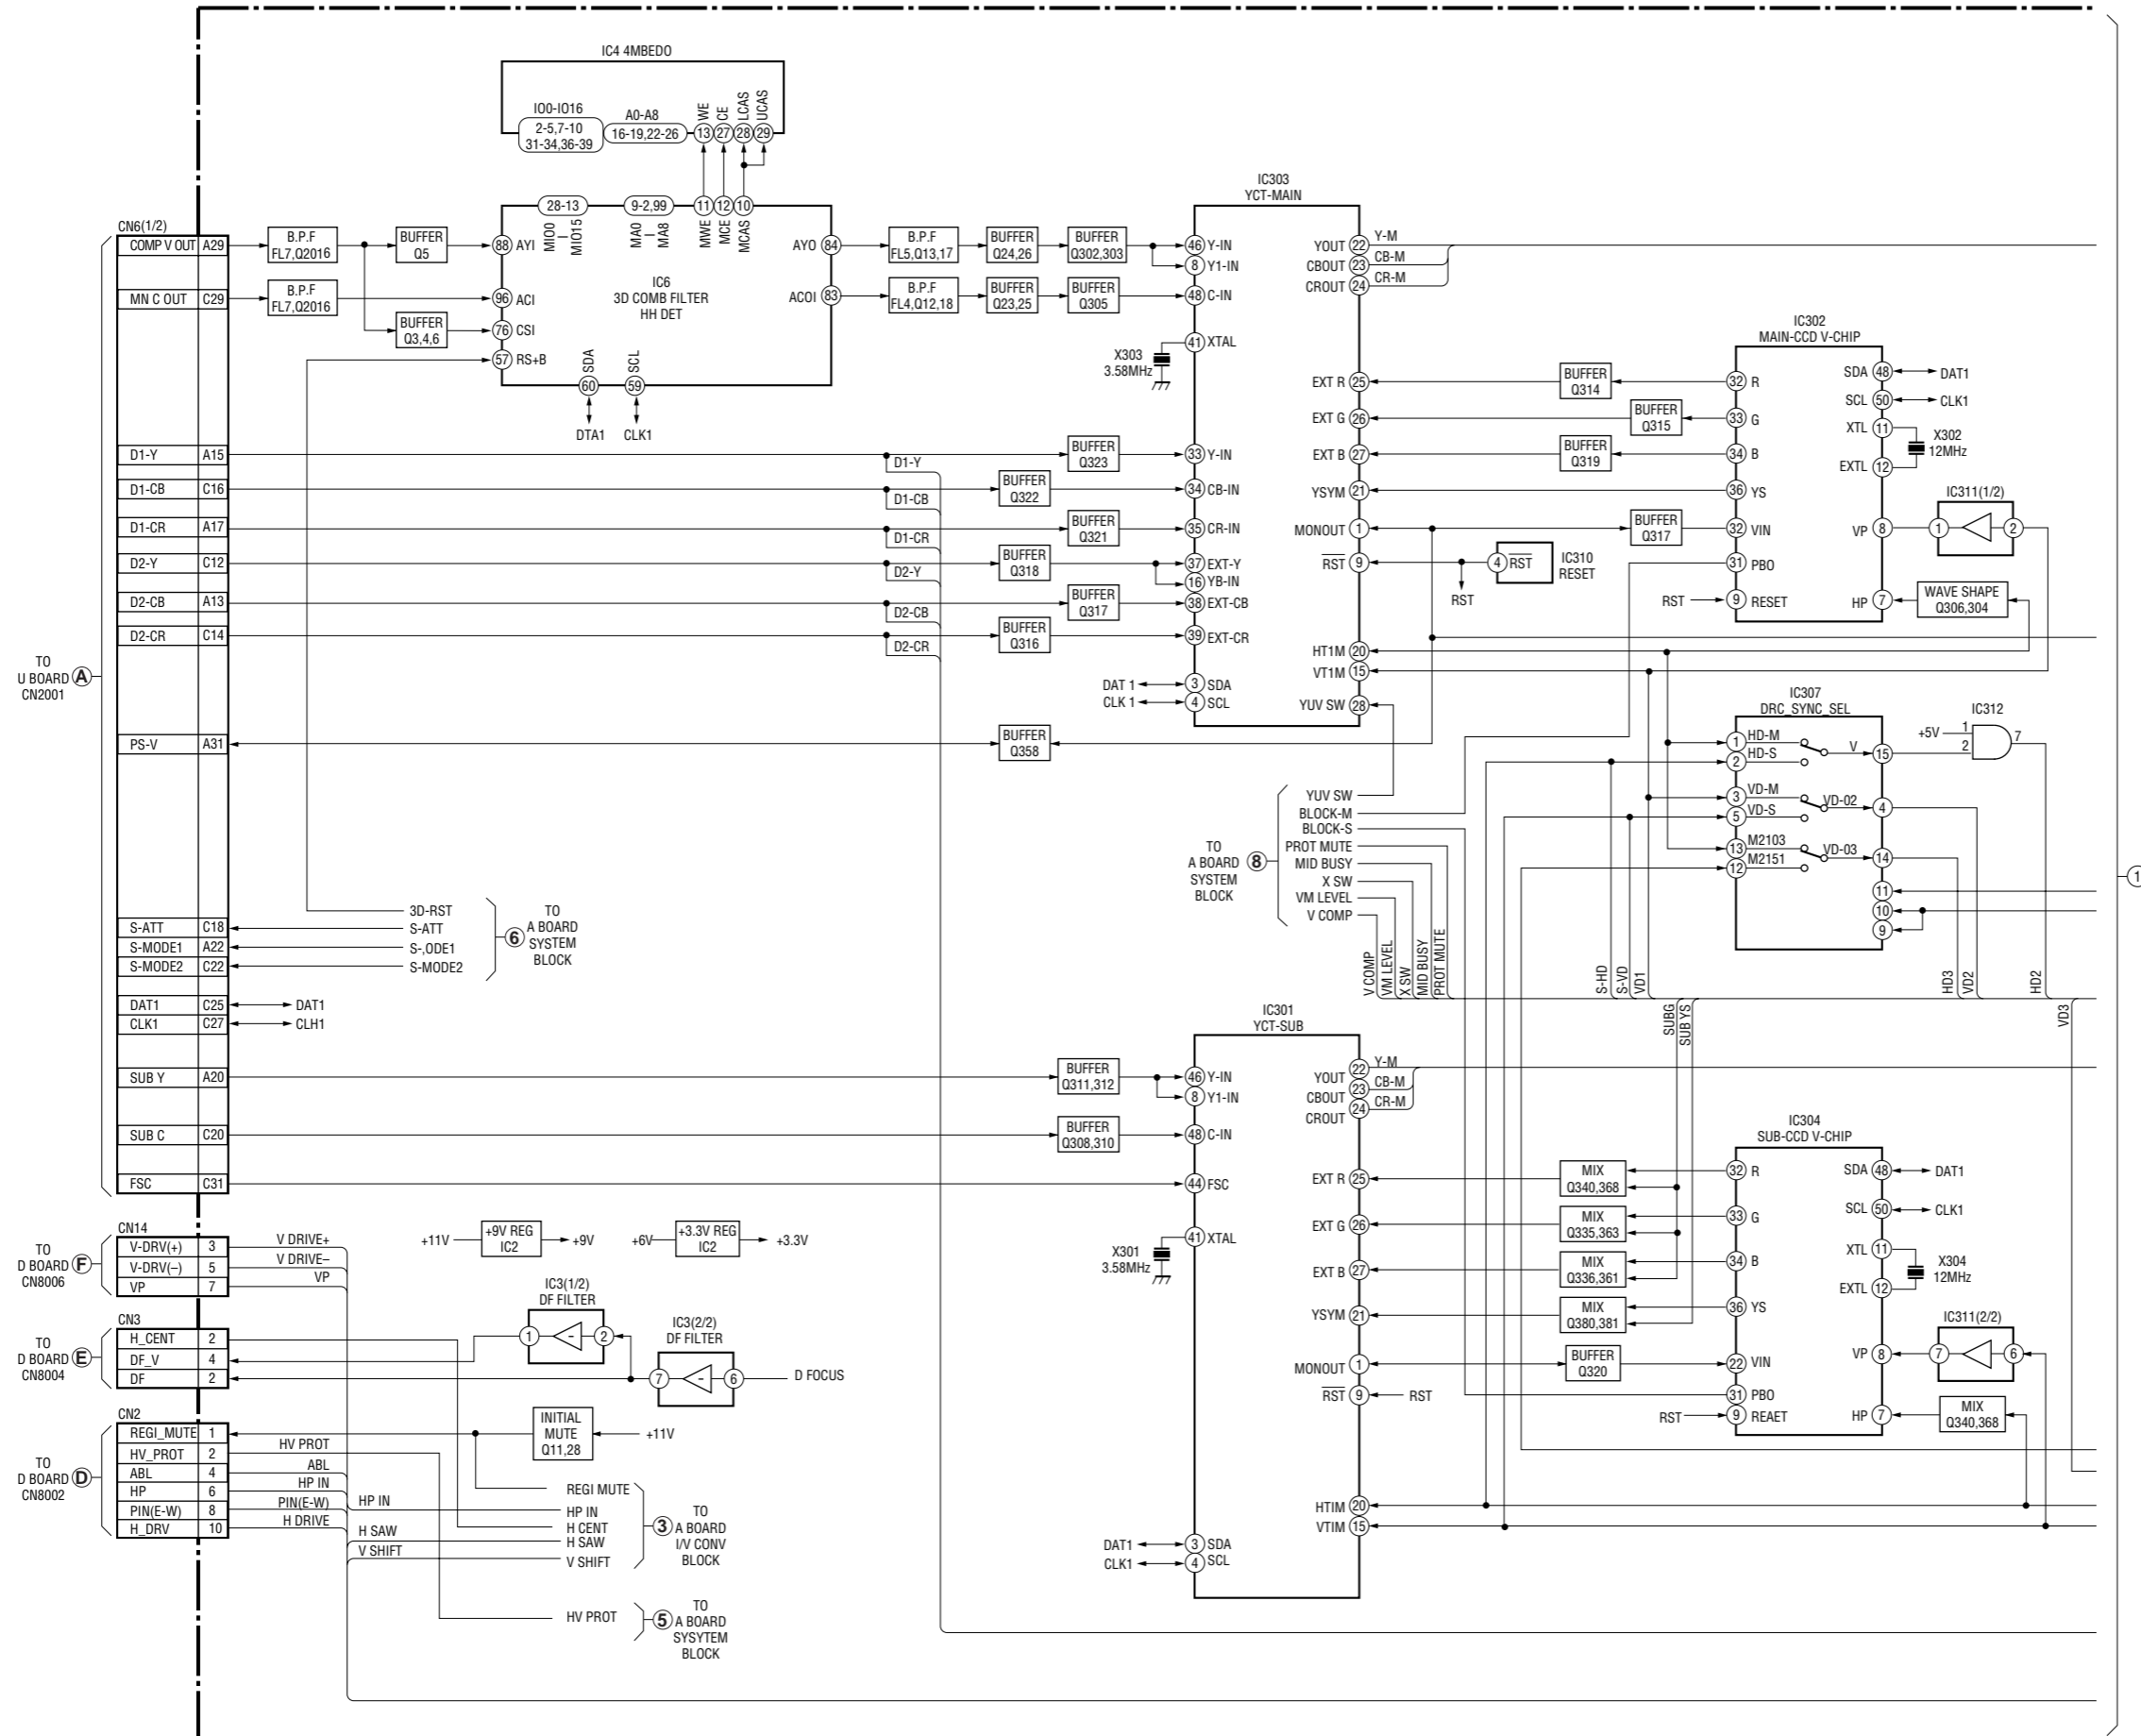 IC4 4MBEDO
IO0-IO16
2-5,7-10
31-34,36-39
A0-A8
16-19,22-26
WE
CE
LCAS
UCAS
13 27 28 29
28-13
9-2,99
11 12 10
MIO0
|
MIO15
MA0
|
MA8
MWE
MCE
MCAS
88 AYI
96 ACI
76 CSI
57 RS+B
IC6
3D COMB FILTER
HH DET
AYO 84
ACOI 83
SDA
60
SCL
59
DTA1
CLK1
CN6(1/2)
COMP V OUT A29
MN C OUT C29
D1-Y A15
D1-CB C16
D1-CR A17
D2-Y C12
D2-CB A13
D2-CR C14
PS-V A31
S-ATT C18
S-MODE1 A22
S-MODE2 C22
DAT1 C25
CLK1 C27
SUB Y A20
SUB C C20
FSC C31
TO
U BOARD A
CN2001
B.P.F
FL7,Q2016
BUFFER
Q5
B.P.F
FL7,Q2016
BUFFER
Q3,4,6
B.P.F
FL5,Q13,17
BUFFER
Q24,26
BUFFER
Q302,303
B.P.F
FL4,Q12,18
BUFFER
Q23,25
BUFFER
Q305
X303
3.58MHz
D1-Y
D1-CB
D1-CR
D2-Y
D2-CB
D2-CR
BUFFER
Q323
BUFFER
Q322
BUFFER
Q321
BUFFER
Q318
BUFFER
Q317
BUFFER
Q316
BUFFER
Q358
DAT 1
CLK 1
IC303
YCT-MAIN
46 Y-IN
8 Y1-IN
48 C-IN
41 XTAL
33 Y-IN
34 CB-IN
35 CR-IN
37 EXT-Y
16 YB-IN
38 EXT-CB
39 EXT-CR
3 SDA
4 SCL
YOUT 22 Y-M
CBOUT 23 CB-M
CROUT 24 CR-M
EXT R 25
EXT G 26
EXT B 27
YSYM 21
MONOUT 1
RST 9
HT1M 20
VT1M 15
YUV SW 28
BUFFER
Q314
BUFFER
Q315
BUFFER
Q319
BUFFER
Q317
4 RST
IC310
RESET
RST
RST
IC302
MAIN-CCD V-CHIP
32 R
33 G
34 B
36 YS
32 VIN
31 PBO
9 RESET
SDA 48 DAT1
SCL 50 CLK1
XTL 11
EXTL 12
X302
12MHz
VP 8
HP 7
IC311(1/2)
1 2
WAVE SHAPE
Q306,304
IC307
DRC_SYNC_SEL
1 HD-M
2 HD-S
V 15
3 VD-M
5 VD-S
VD-02 4
13 M2103
12 M2151
VD-03 14
11
10
9
IC312
+5V
1
2
7
1
TO
A BOARD 8
SYSTEM
BLOCK
YUV SW
BLOCK-M
BLOCK-S
PROT MUTE
MID BUSY
X SW
VM LEVEL
V COMP
V COMP
VM LEVEL
X SW
MID BUSY
PROT MUTE
S-HD
S-VD
VD1
SUBG
SUB YS
HD3
VD2
HD2
VD3
3D-RST
S-ATT
S-,ODE1
S-MODE2
TO
6 A BOARD
SYSTEM
BLOCK
DAT1
CLH1
BUFFER
Q311,312
BUFFER
Q308,310
X301
3.58MHz
DAT1
CLK1
IC301
YCT-SUB
46 Y-IN
8 Y1-IN
48 C-IN
44 FSC
41 XTAL
3 SDA
4 SCL
YOUT 22 Y-M
CBOUT 23 CB-M
CROUT 24 CR-M
EXT R 25
EXT G 26
EXT B 27
YSYM 21
MONOUT 1
RST 9 RST
HTIM 20
VTIM 15
MIX
Q340,368
MIX
Q335,363
MIX
Q336,361
MIX
Q380,381
BUFFER
Q320
RST
IC304
SUB-CCD V-CHIP
32 R
33 G
34 B
36 YS
22 VIN
31 PBO
9 REAET
SDA 48 DAT1
SCL 50 CLK1
XTL 11
EXTL 12
X304
12MHz
VP 8
HP 7
IC311(2/2)
7 6
MIX
Q340,368
CN14
V-DRV(+) 3
V-DRV(–) 5
VP 7
TO
D BOARD F
CN8006
V DRIVE+
V DRIVE–
VP
+11V
+9V REG
IC2
+9V
+6V
+3.3V REG
IC2
+3.3V
CN3
H_CENT 2
DF_V 4
DF 2
TO
D BOARD E
CN8004
IC3(1/2)
DF FILTER
1 – 2
IC3(2/2)
DF FILTER
7 – 6
D FOCUS
CN2
REGI_MUTE 1
HV_PROT 2
ABL 4
HP 6
PIN(E-W) 8
H_DRV 10
TO
D BOARD D
CN8002
HV PROT
ABL
HP IN
PIN(E-W)
H DRIVE
INITIAL
MUTE
Q11,28
+11V
HP IN
H SAW
V SHIFT
REGI MUTE
HP IN
H CENT
H SAW
V SHIFT
TO
3 A BOARD
I/V CONV
BLOCK
HV PROT
TO
5 A BOARD
SYSYTEM
BLOCK